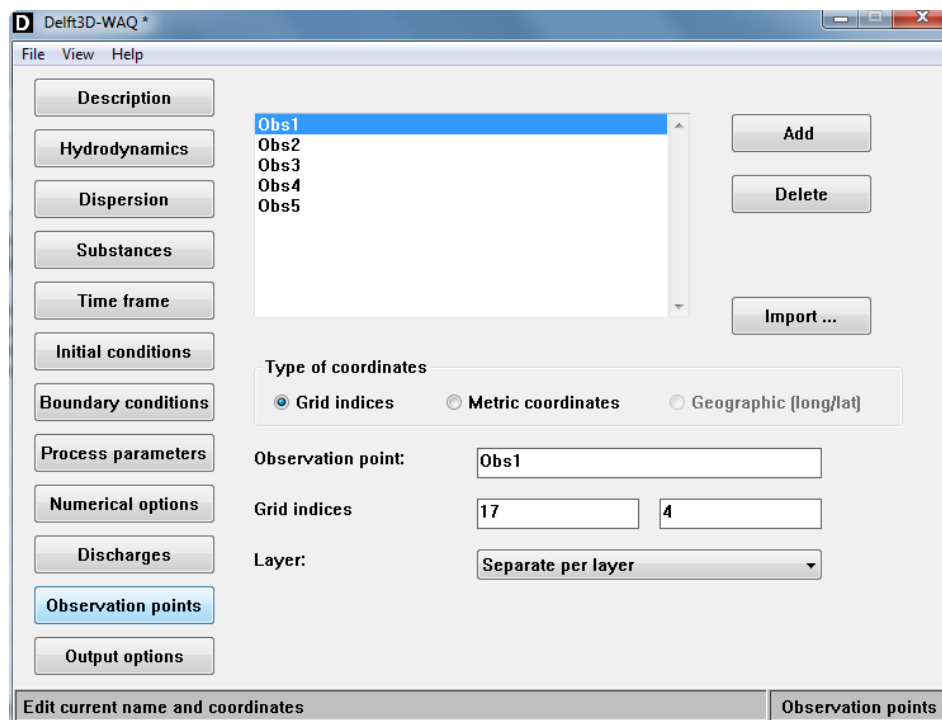 D Delft3D-WAQ *
File View Help
Description
Hydrodynamics
Dispersion
Substances
Time frame
Initial conditions
Boundary conditions
Process parameters
Numerical options
Discharges
Observation points
Output options
Obs1
Obs2
Obs3
Obs4
Obs5
Add
Delete
Import ...
Type of coordinates
Grid indices Metric coordinates Geographic (long/lat)
Observation point: Obs1
Grid indices 17 4
Layer: Separate per layer
Edit current name and coordinates Observation points